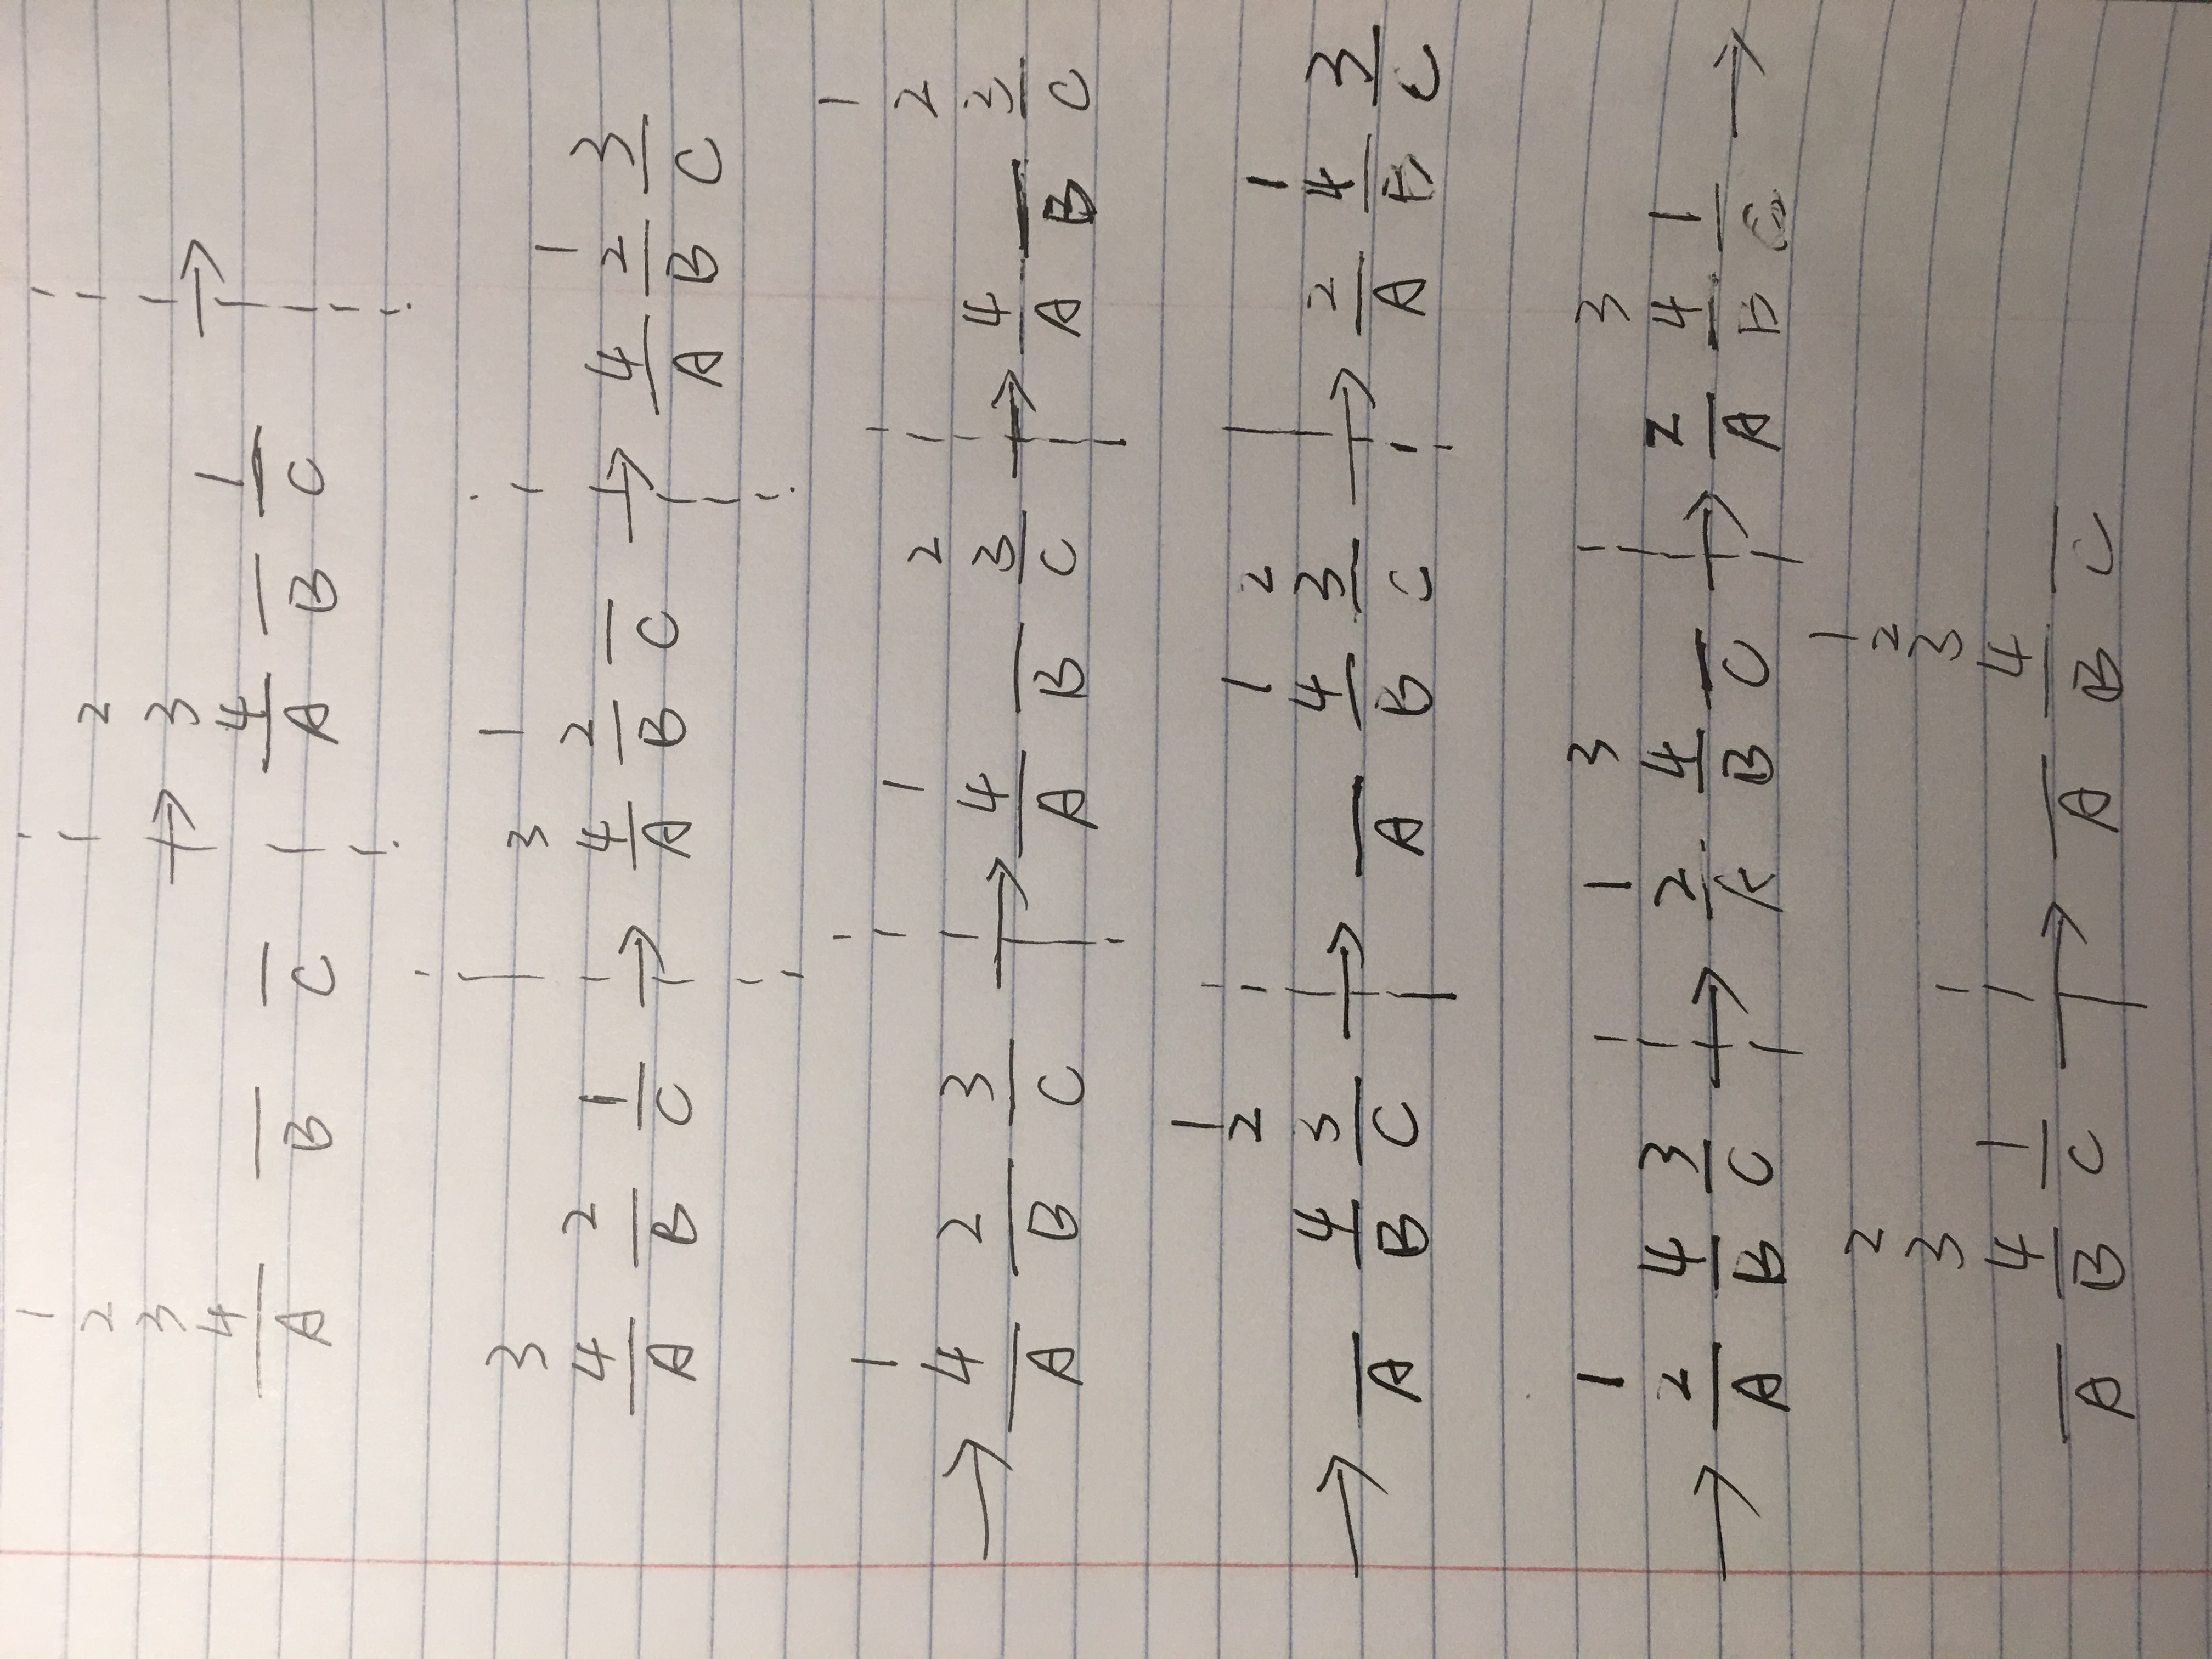 1
2 2
3 → 3 →
4 4 1
A B C A B C
3 3 1 1
4 2 1 → 4 2 → 4 2 3
A B C A B C A B C
1 1 2 1 2
→ 4 2 3 → 4 3 → 4 3
A B C A B C A B C
1
2 1 2 1
→ 4 3 → 4 3 → 2 4 3
A B C A B C A B C
1 1 3 3
→ 2 4 3 → 2 4 → 2 4 1 →
A B C A B C A B C
1
2 2
3 3
4 1 → 4
A B C A B C